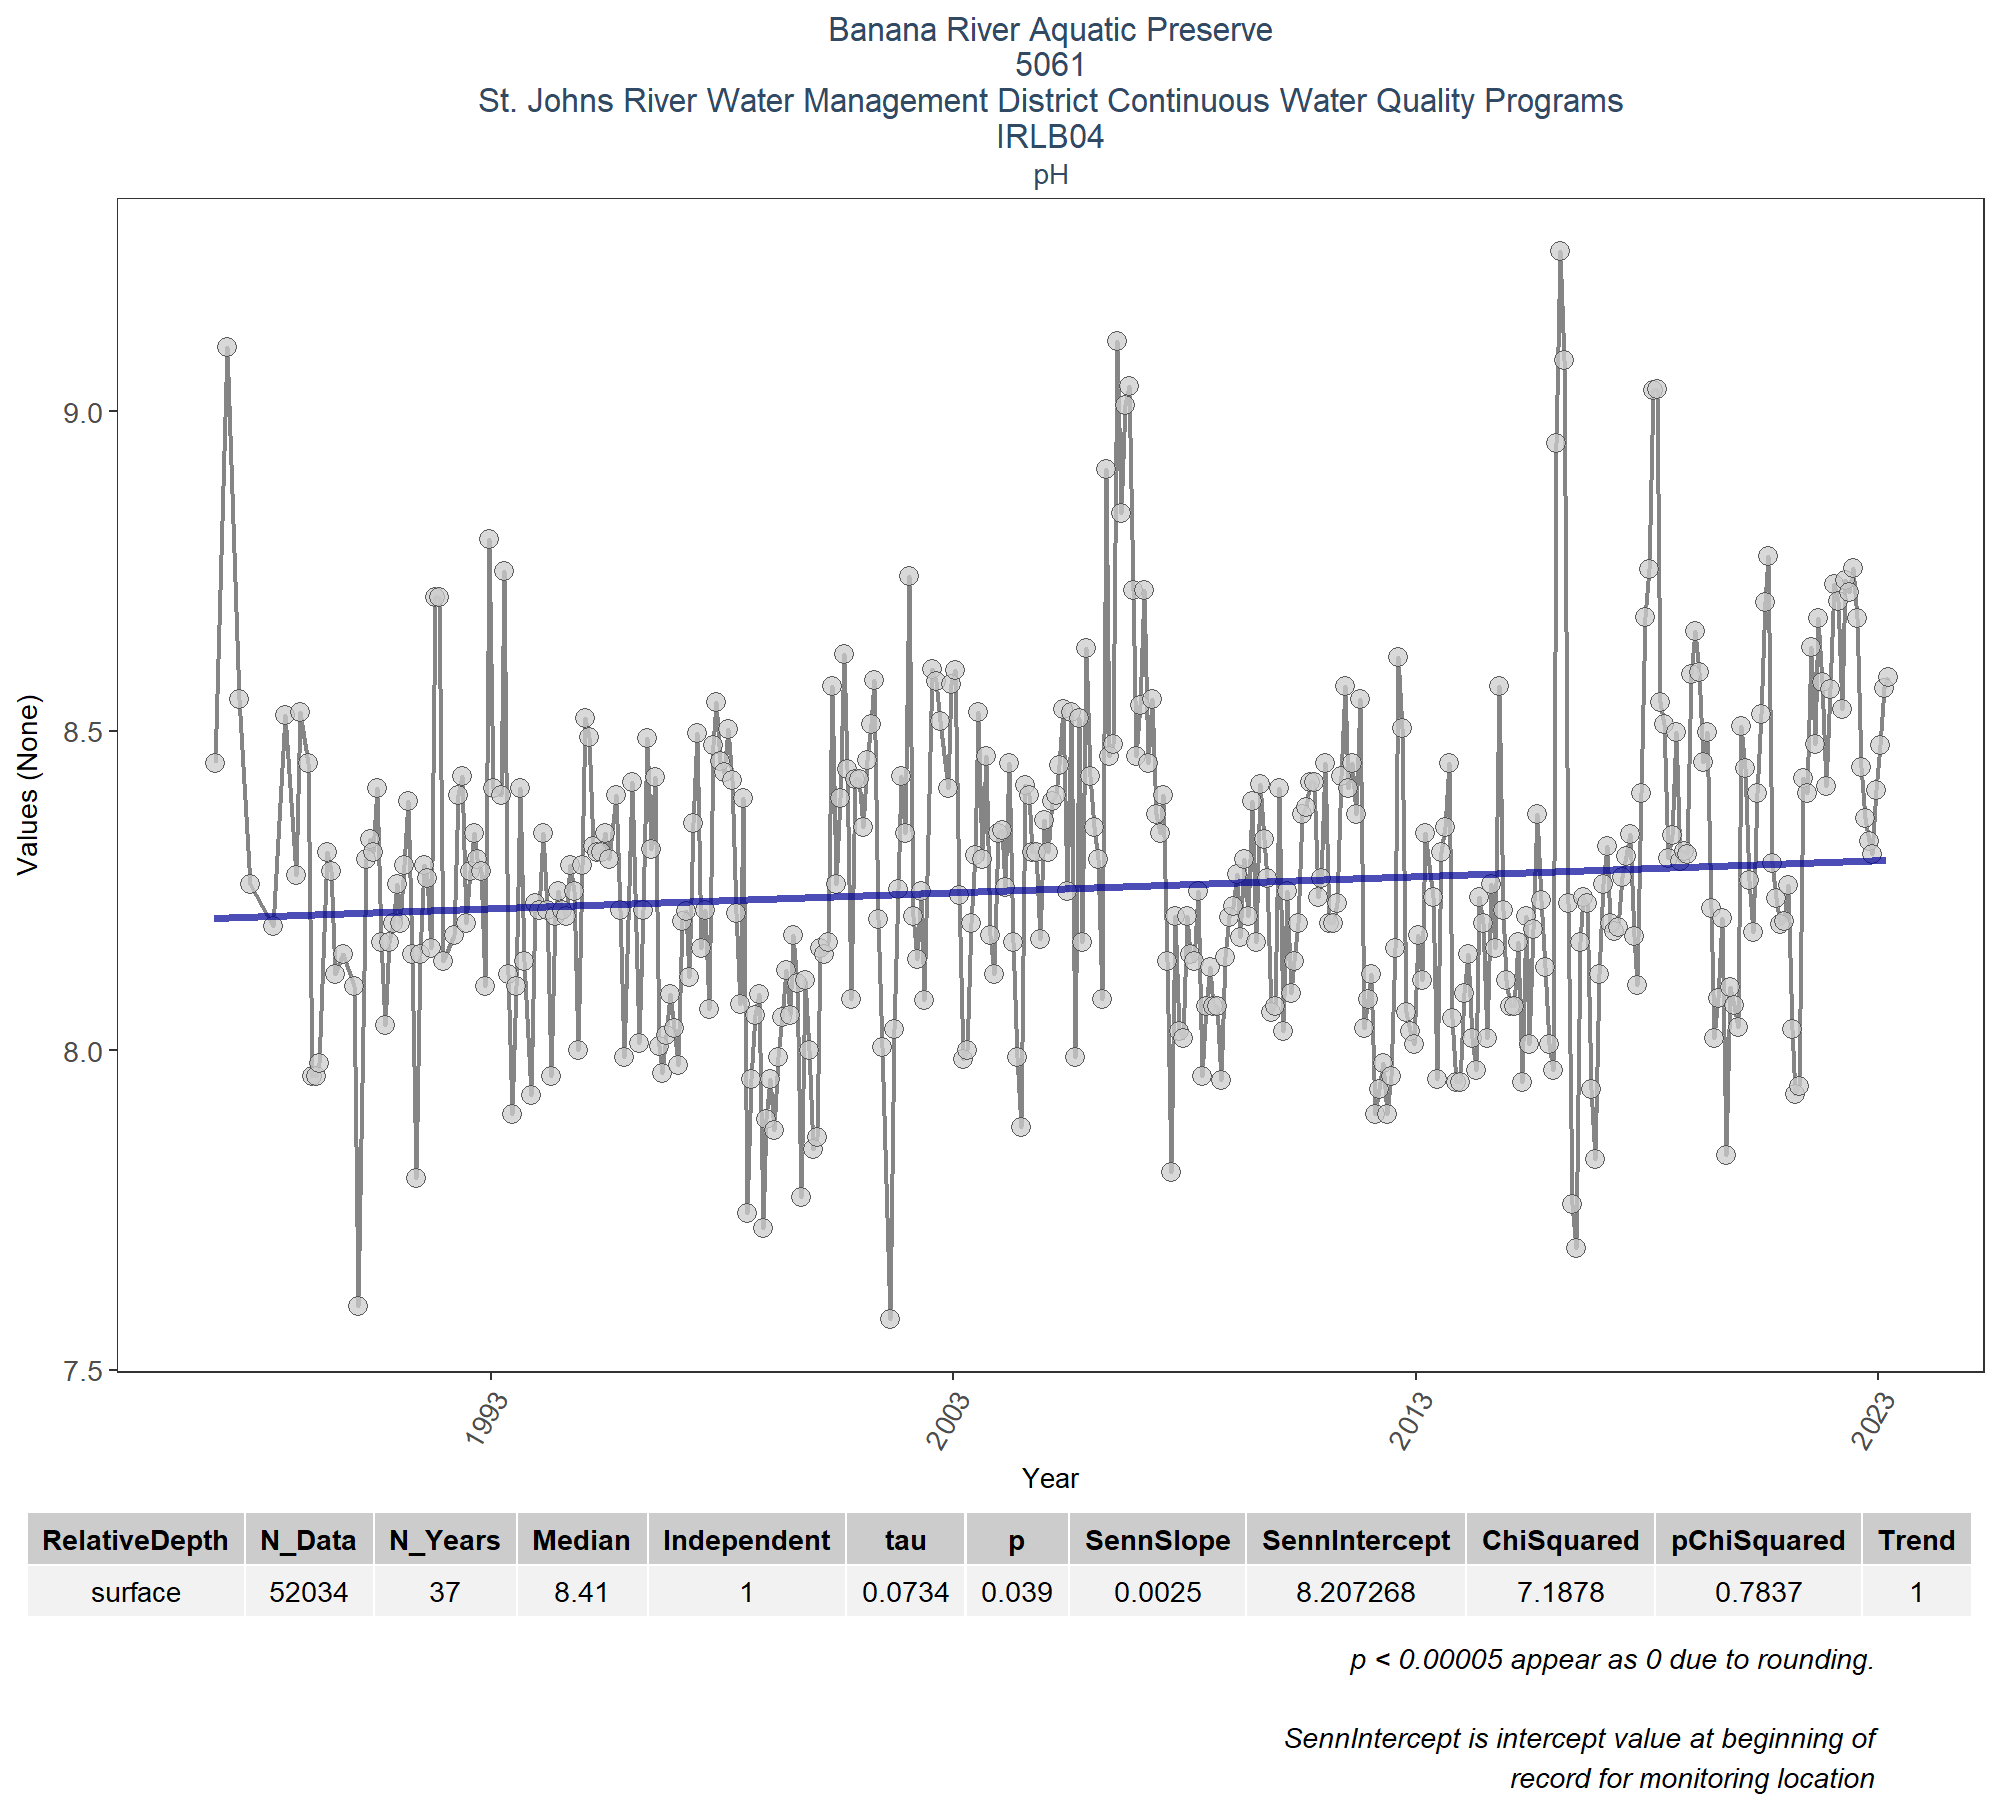 Banana River Aquatic Preserve
5061
St. Johns River Water Management District Continuous Water Quality Programs
IRLB04
pH
Values (None)
9.0
8.5
8.0
7.5
1993 2003 2013 2023
Year
RelativeDepth N_Data N_Years Median Independent tau p SennSlope SennIntercept ChiSquared pChiSquared Trend
surface 52034 37 8.41 1 0.0734 0.039 0.0025 8.207268 7.1878 0.7837 1
p < 0.00005 appear as 0 due to rounding.
SennIntercept is intercept value at beginning of
record for monitoring location